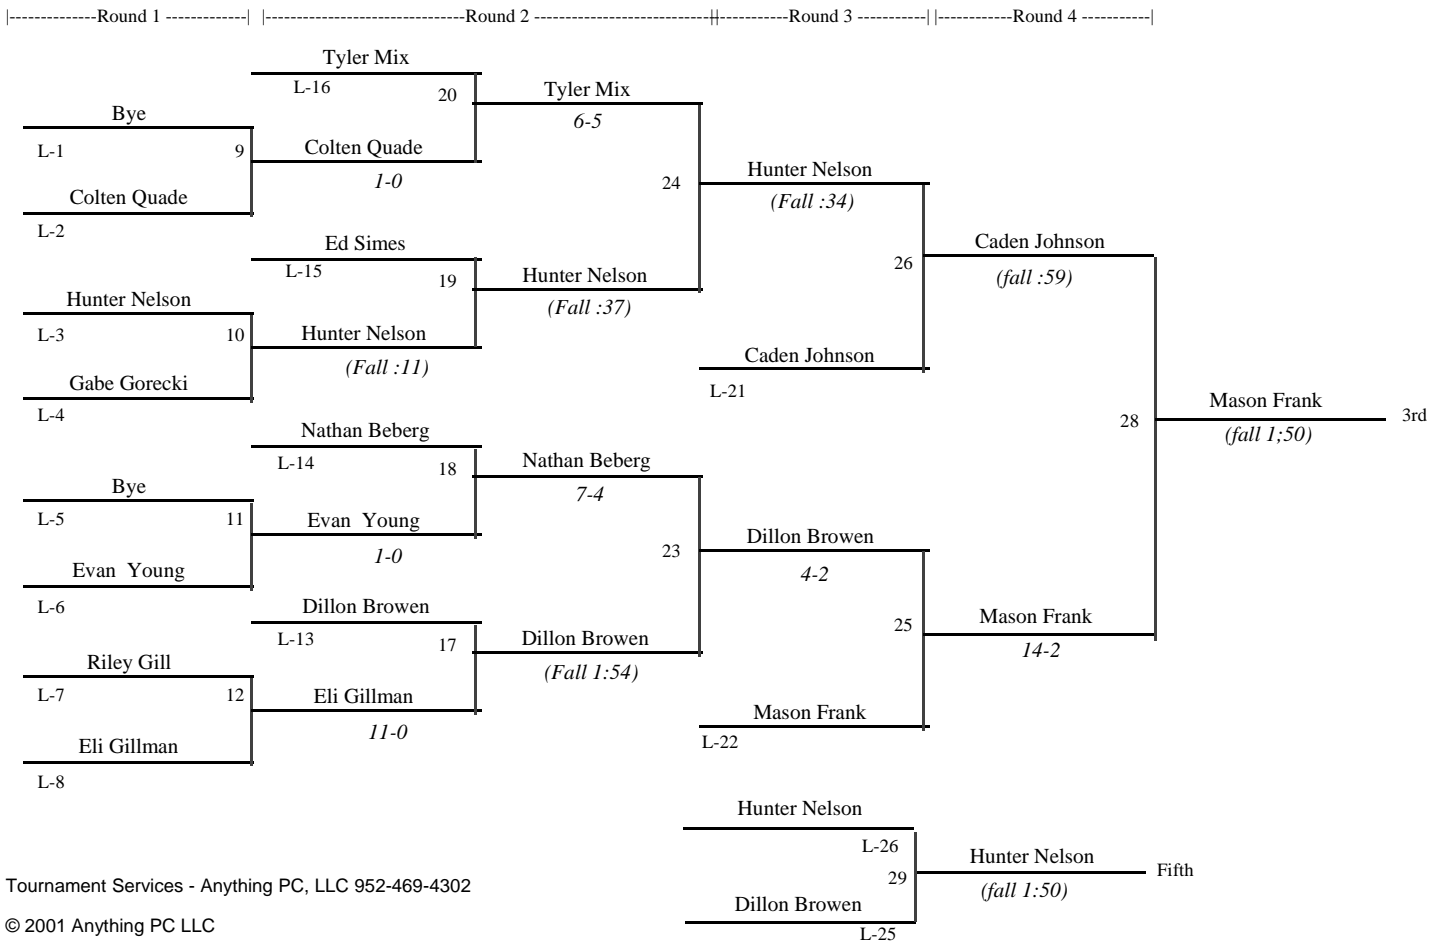 |---------------Round 1 --------------| |--------------------------------Round 2 ----------------------------||------------Round 3 -----------| |------------Round 4 -----------|
Tyler Mix
L-16
20
Tyler Mix
6-5
Bye
L-1
9
Colten Quade
1-0
Colten Quade
L-2
24
Hunter Nelson
(Fall :34)
Ed Simes
L-15
19
Hunter Nelson
(Fall :37)
26
Caden Johnson
(fall :59)
Hunter Nelson
L-3
10
Hunter Nelson
(Fall :11)
Gabe Gorecki
L-4
Caden Johnson
L-21
28
Mason Frank
(fall 1;50)
3rd
Nathan Beberg
L-14
18
Nathan Beberg
7-4
Bye
L-5
11
Evan  Young
1-0
Evan  Young
L-6
23
Dillon Browen
4-2
Dillon Browen
L-13
17
Dillon Browen
(Fall 1:54)
25
Mason Frank
14-2
Riley Gill
L-7
12
Eli Gillman
11-0
Eli Gillman
L-8
Mason Frank
L-22
Hunter Nelson
L-26
29
Hunter Nelson
(fall 1:50)
Fifth
Dillon Browen
L-25
Tournament Services - Anything PC, LLC 952-469-4302
© 2001 Anything PC LLC